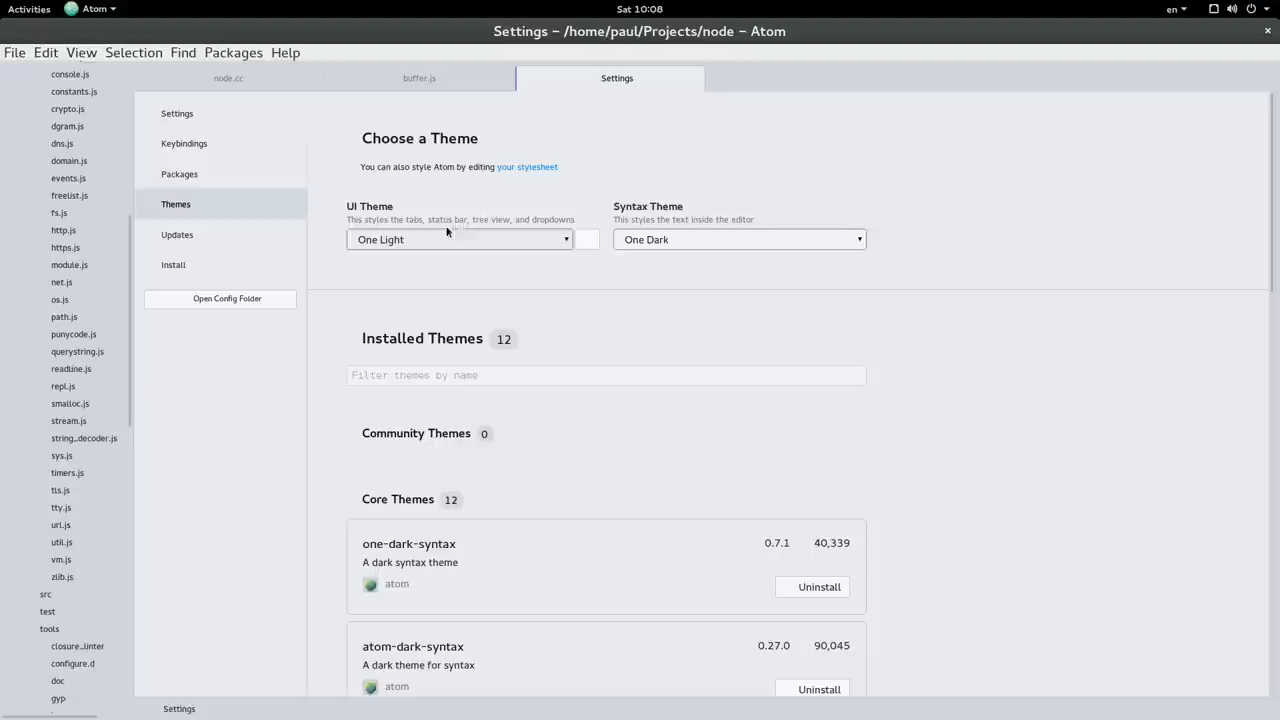 Activities
Atom
Sat 10:08
en
Settings – /home/paul/Projects/node – Atom
×
File Edit View Selection Find Packages Help
node.cc
buffer.js
Settings
console.js
constants.js
crypto.js
dgram.js
dns.js
domain.js
events.js
freelist.js
fs.js
http.js
https.js
module.js
net.js
os.js
path.js
punycode.js
querystring.js
readline.js
repl.js
smalloc.js
stream.js
string_decoder.js
sys.js
timers.js
tls.js
tty.js
url.js
util.js
vm.js
zlib.js
src
test
tools
closure_linter
configure.d
doc
gyp
Settings
Keybindings
Packages
Themes
Updates
Install
Open Config Folder
Choose a Theme
You can also style Atom by editing your stylesheet
UI Theme
This styles the tabs, status bar, tree view, and dropdowns
One Light
Syntax Theme
This styles the text inside the editor
One Dark
Installed Themes 12
Filter themes by name
Community Themes 0
Core Themes 12
one-dark-syntax
0.7.1
40,339
A dark syntax theme
atom
Uninstall
atom-dark-syntax
0.27.0
90,045
A dark theme for syntax
atom
Uninstall
Settings